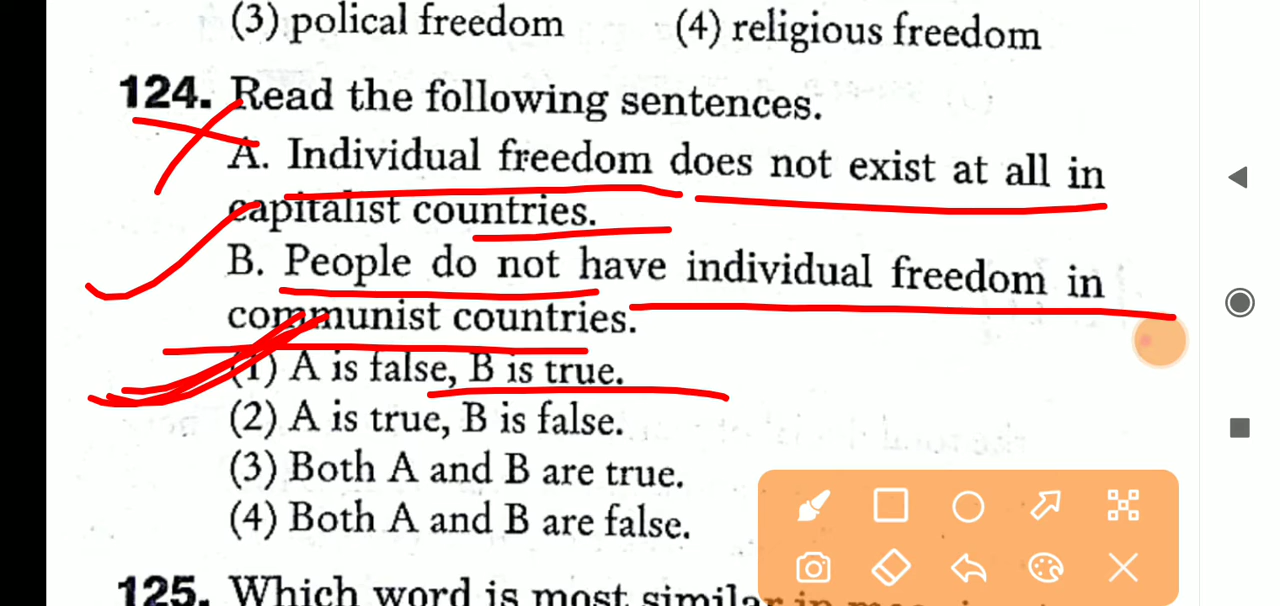 (3) polical freedom (4) religious freedom
124. Read the following sentences.
A. Individual freedom does not exist at all in
capitalist countries.
B. People do not have individual freedom in
communist countries.
(1) A is false, B is true.
(2) A is true, B is false.
(3) Both A and B are true.
(4) Both A and B are false.
125. Which word is most similar in